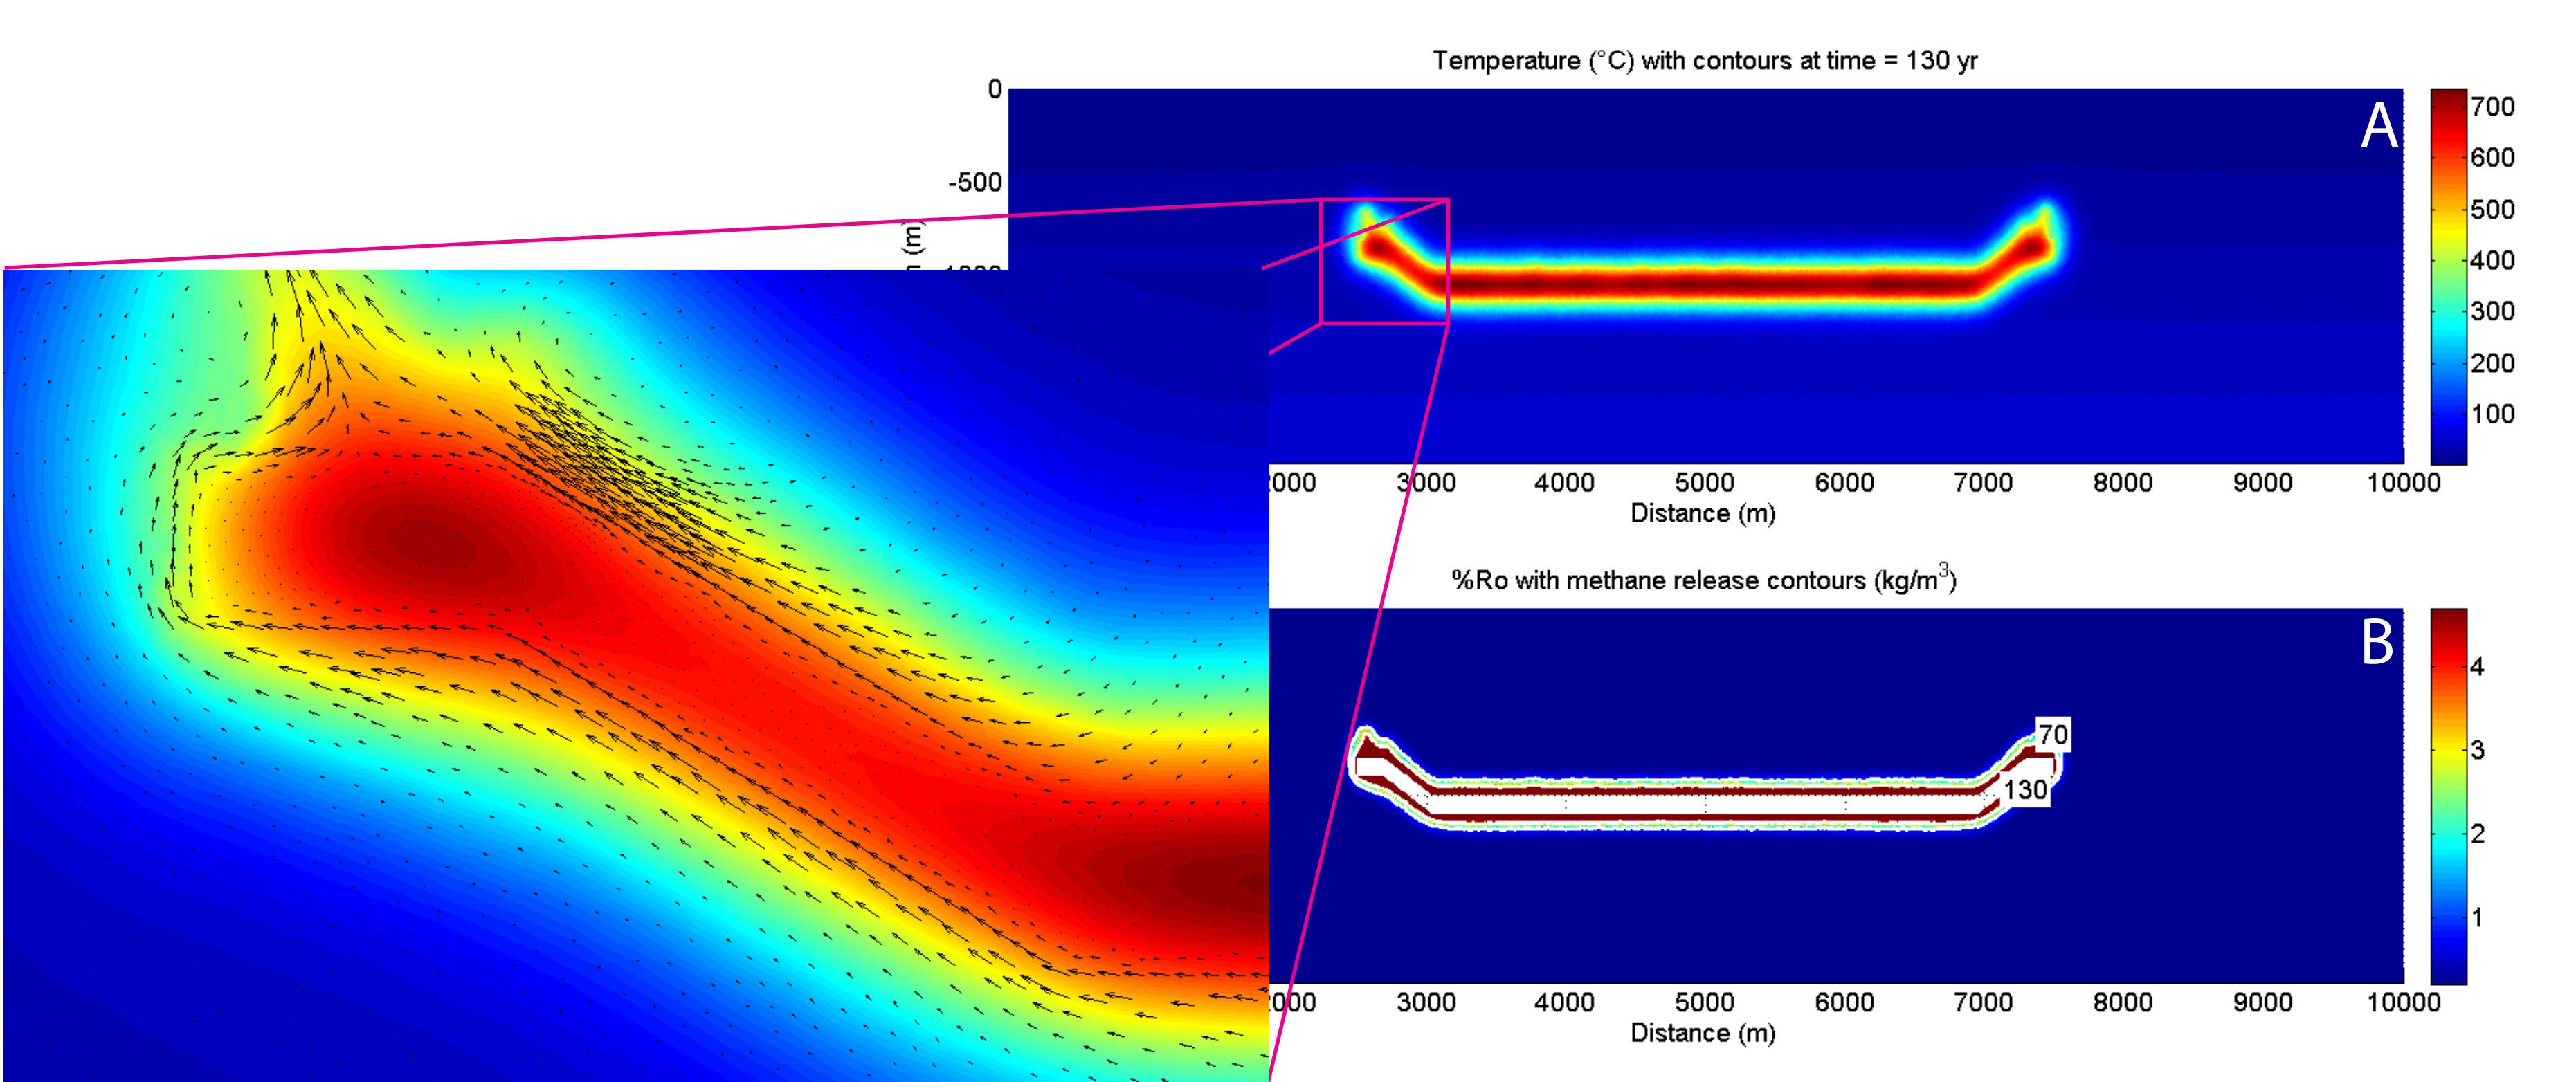 Temperature (°C) with contours at time = 130 yr
A
0
-500
(m)
700
600
500
400
300
200
100
3000 4000 5000 6000 7000 8000 9000 10000
Distance (m)
%Ro with methane release contours (kg/m³)
B
70
130
4
3
2
1
3000 4000 5000 6000 7000 8000 9000 10000
Distance (m)